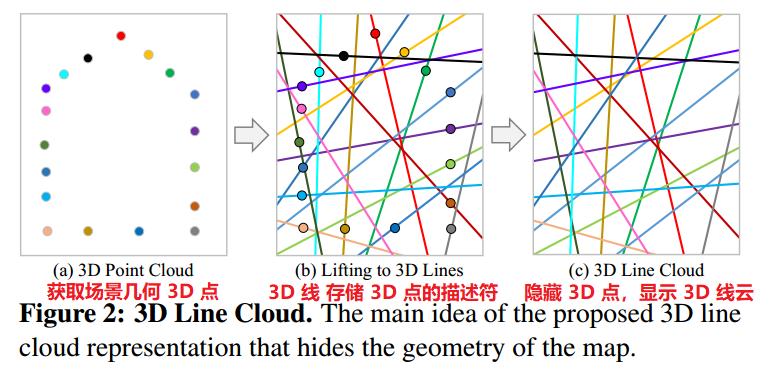 (a) 3D Point Cloud
(b) Lifting to 3D Lines
(c) 3D Line Cloud
获取场景几何 3D 点
3D 线 存储 3D 点的描述符
隐藏 3D 点，显示 3D 线云
Figure 2: 3D Line Cloud. The main idea of the proposed 3D line
cloud representation that hides the geometry of the map.